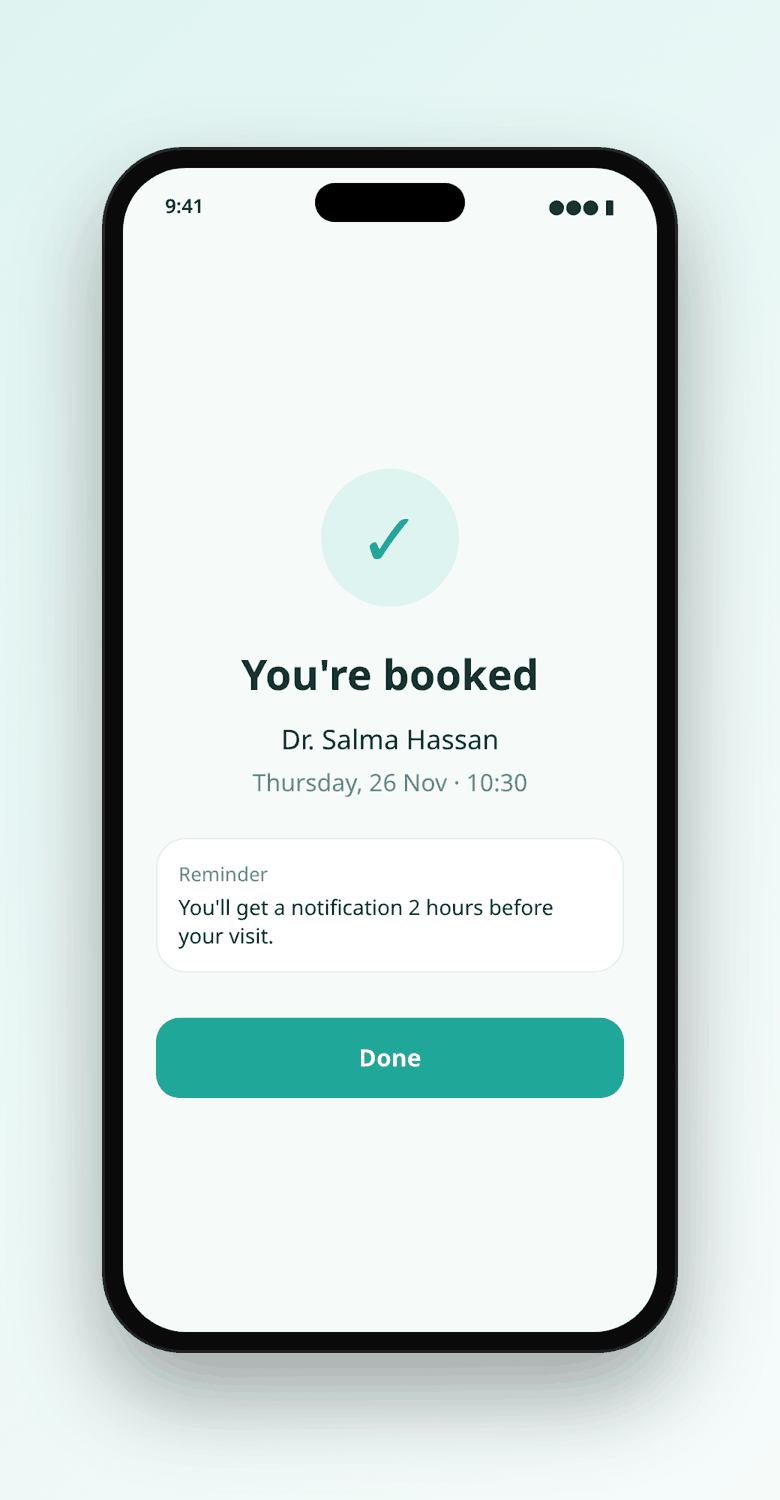 9:41
✓
You're booked
Dr. Salma Hassan
Thursday, 26 Nov · 10:30
Reminder
You'll get a notification 2 hours before
your visit.
Done